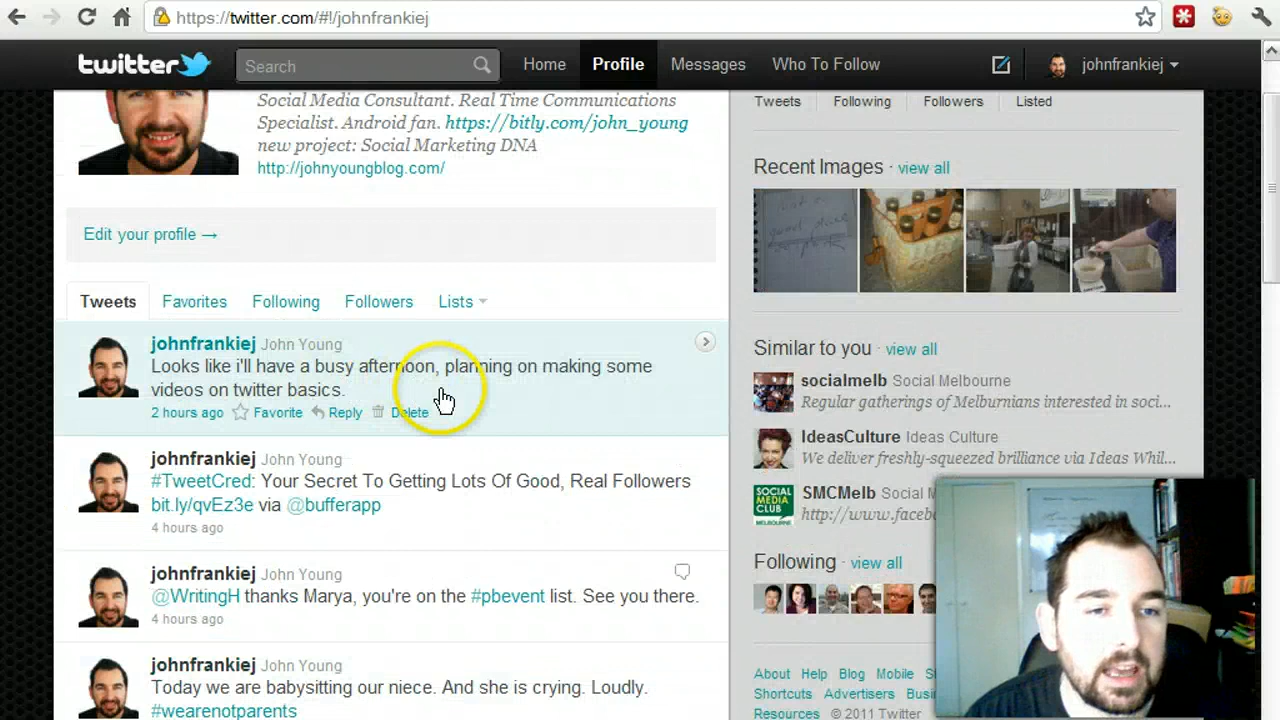 https://twitter.com/#!/johnfrankiej
twitter Search Home Profile Messages Who To Follow johnfrankiej
Social Media Consultant. Real Time Communications
Specialist. Android fan. https://bitly.com/john_young
new project: Social Marketing DNA
http://johnyoungblog.com/
Edit your profile →
Tweets Favorites Following Followers Lists
johnfrankiej John Young
Looks like i'll have a busy afternoon, planning on making some
videos on twitter basics.
2 hours ago Favorite Reply Delete
johnfrankiej John Young
#TweetCred: Your Secret To Getting Lots Of Good, Real Followers
bit.ly/qvEz3e via @bufferapp
4 hours ago
johnfrankiej John Young
@WritingH thanks Marya, you're on the #pbevent list. See you there.
4 hours ago
johnfrankiej John Young
Today we are babysitting our niece. And she is crying. Loudly.
#wearenotparents
Tweets Following Followers Listed
Recent Images · view all
Similar to you · view all
socialmelb Social Melbourne
Regular gatherings of Melburnians interested in soci...
IdeasCulture Ideas Culture
We deliver freshly-squeezed brilliance via Ideas Whil...
SOCIAL
MEDIA
CLUB
MELBOURNE
SMCMelb Social
http://www.faceb
Following · view all
About Help Blog Mobile
Shortcuts Advertisers
Resources © 2011 Twitter